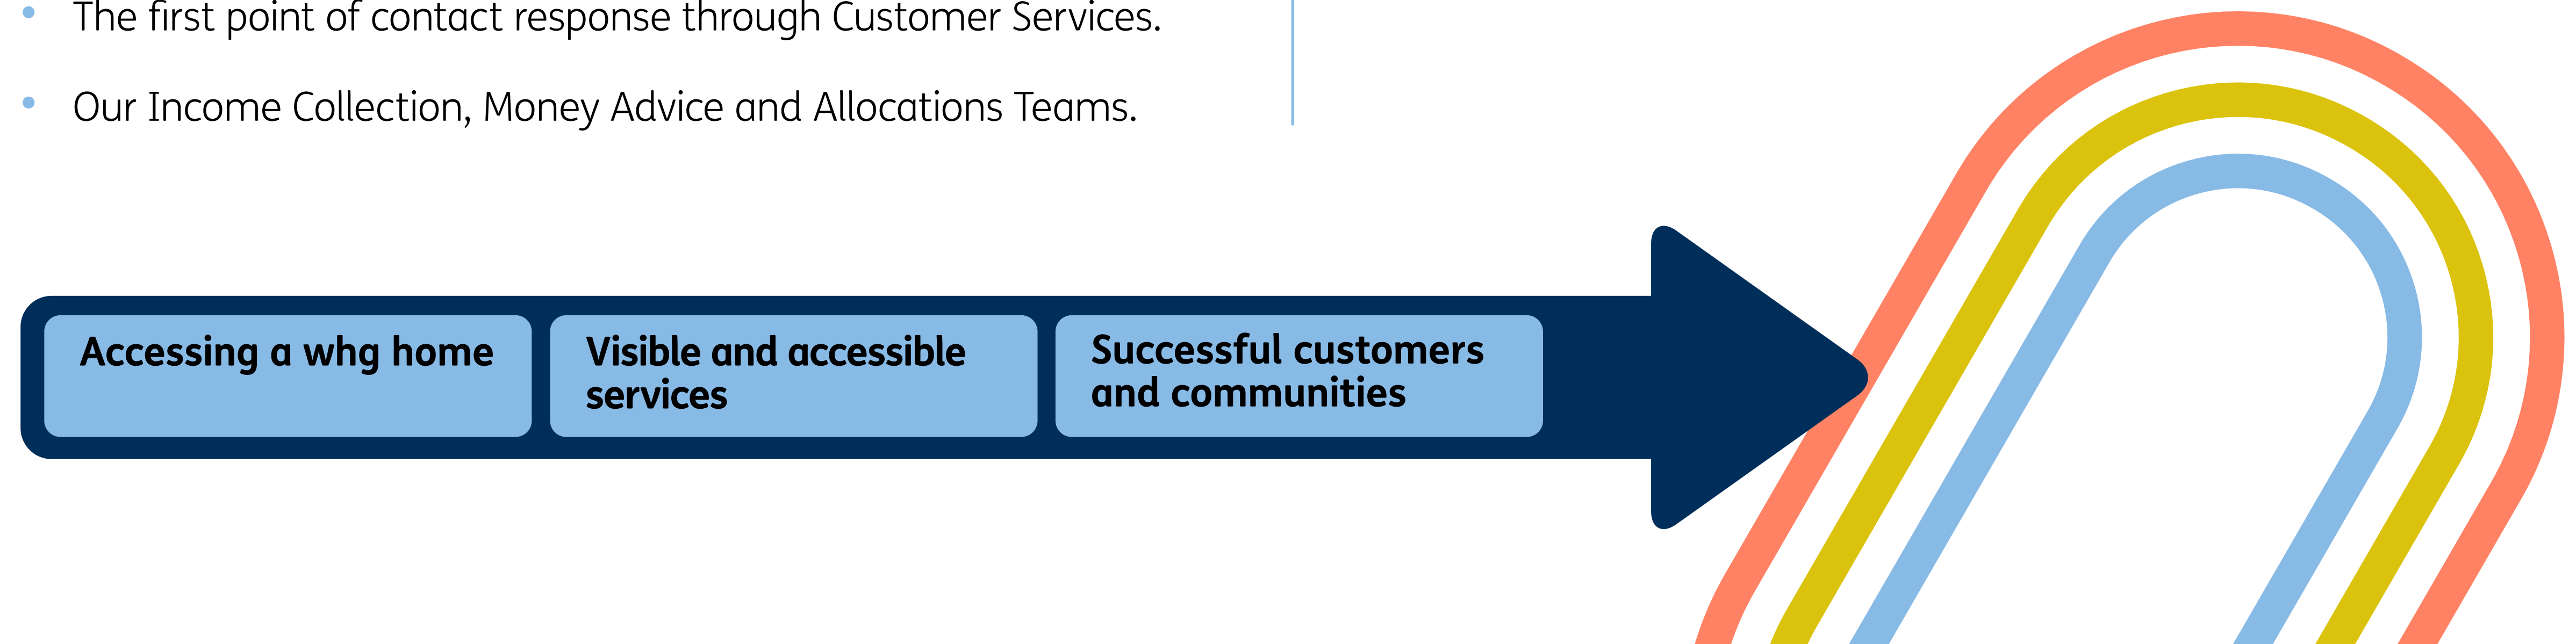 The first point of contact response through Customer Services.
Our Income Collection, Money Advice and Allocations Teams.
Accessing a whg home
Visible and accessible
services
Successful customers
and communities